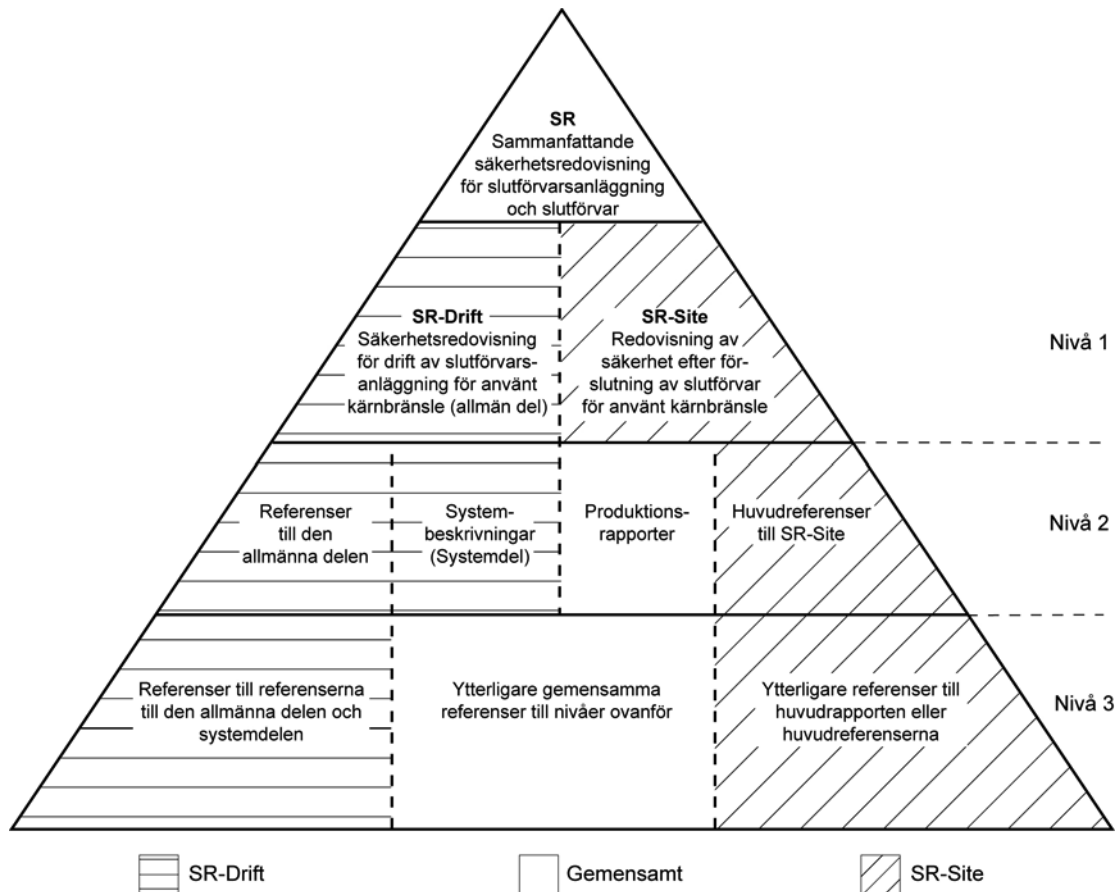 SR
Sammanfattande
säkerhetsredovisning
för slutförvarsanläggning
och slutförvar
SR-Drift
Säkerhetsredovisning
för drift av slutförvars-
anläggning för använt
kärnbränsle (allmän del)
SR-Site
Redovisning av
säkerhet efter för-
slutning av slutförvar
för använt kärnbränsle
Nivå 1
Referenser
till den
allmänna delen
System-
beskrivningar
(Systemdel)
Produktions-
rapporter
Huvudreferenser
till SR-Site
Nivå 2
Referenser till referenserna
till den allmänna delen och
systemdelen
Ytterligare gemensamma
referenser till nivåer ovanför
Ytterligare referenser till
huvudrapporten eller
huvudreferenserna
Nivå 3
SR-Drift
Gemensamt
SR-Site